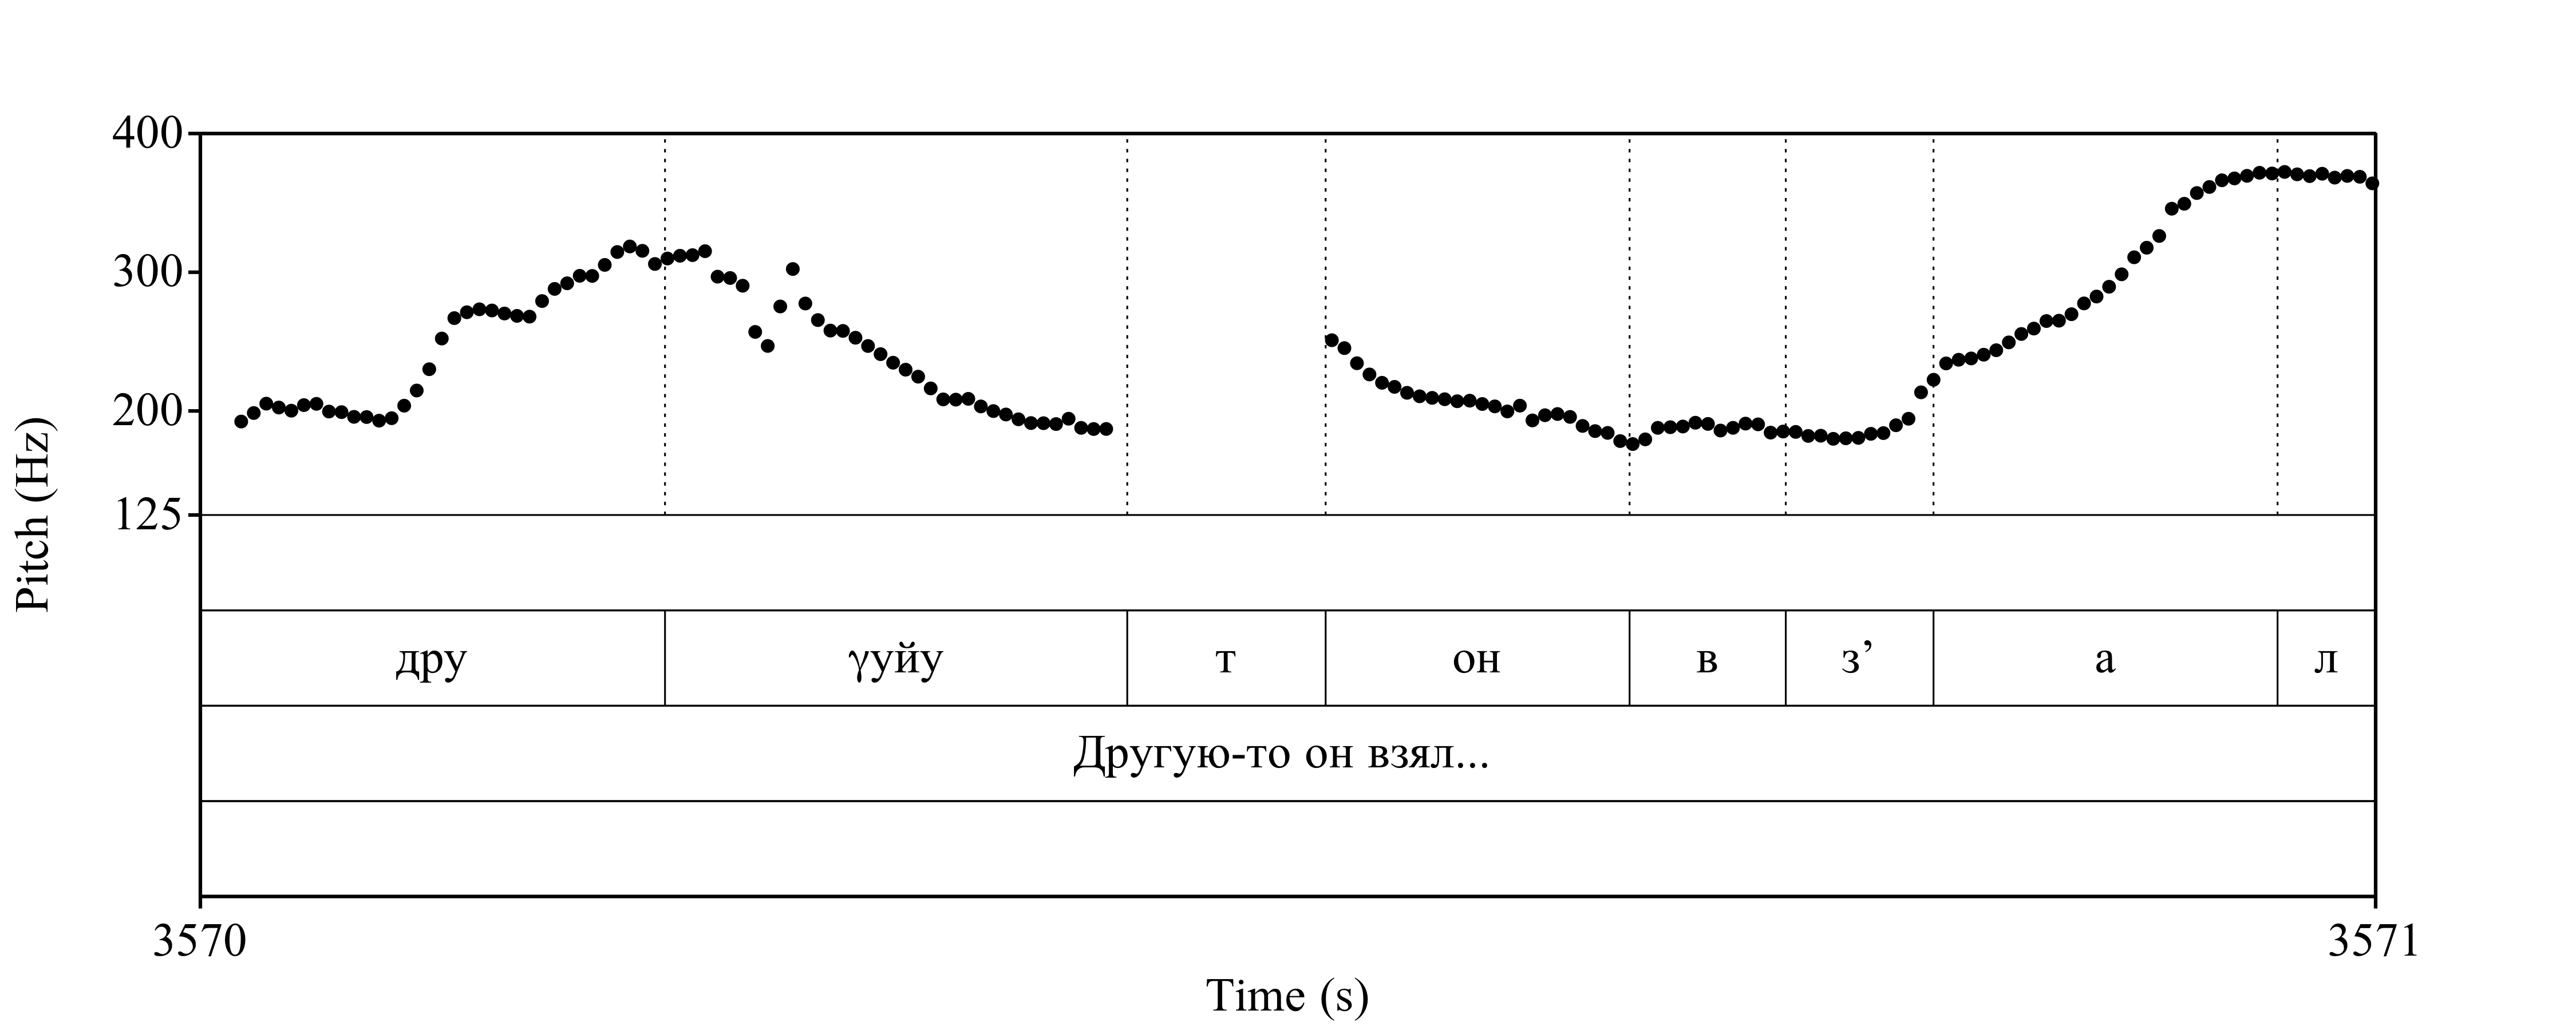 400
300
200
125
Pitch (Hz)
дру γуйу т он в з’ а л
Другую-то он взял...
3570 3571
Time (s)